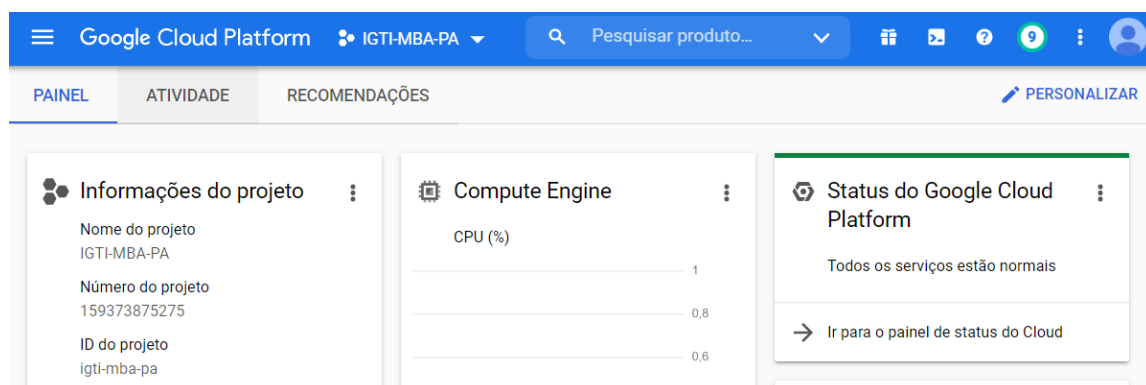 Google Cloud Platform IGTI-MBA-PA Pesquisar produto... 9
PAINEL ATIVIDADE RECOMENDAÇÕES PERSONALIZAR
Informações do projeto
Nome do projeto
IGTI-MBA-PA
Número do projeto
159373875275
ID do projeto
igti-mba-pa
Compute Engine
CPU (%)
1
0,8
0,6
Status do Google Cloud
Platform
Todos os serviços estão normais
Ir para o painel de status do Cloud